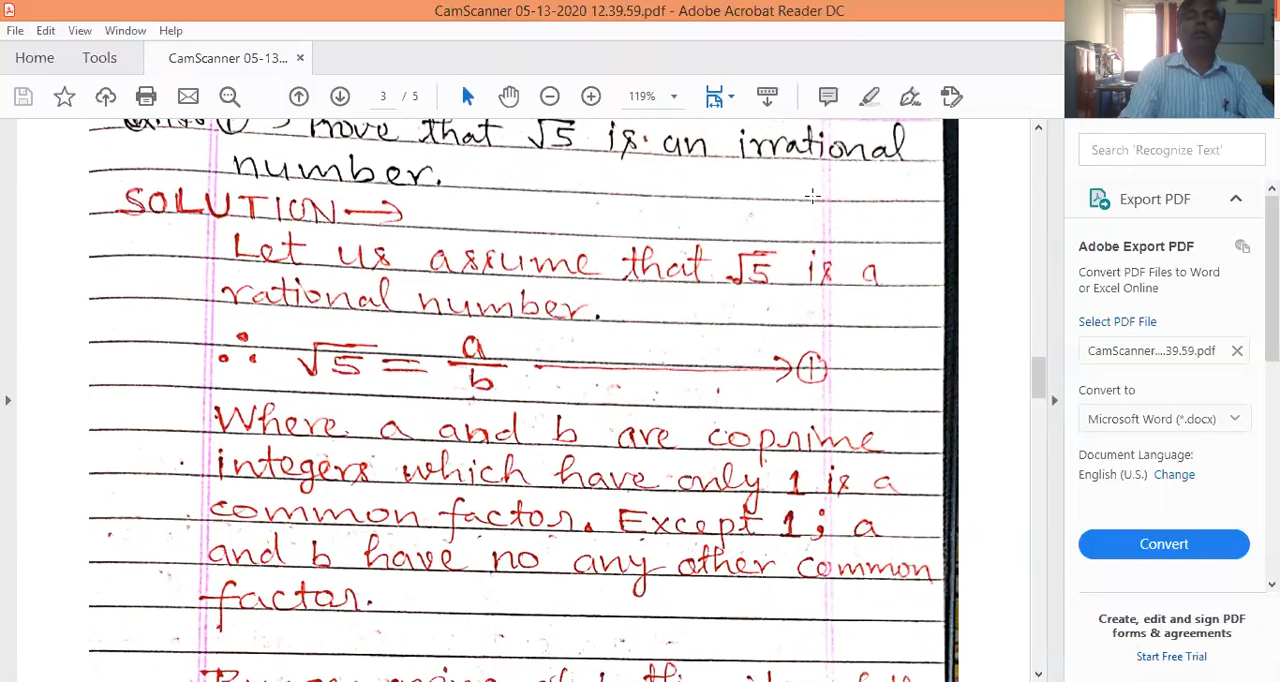 CamScanner 05-13-2020 12.39.59.pdf - Adobe Acrobat Reader DC
File Edit View Window Help
Home Tools CamScanner 05-13... ×
3 / 5 119%
Prove that √5 is an irrational
number.
SOLUTION →
Let us assume that √5 is a
rational number.
∴ √5 = a/b → ①
Where a and b are coprime
integers which have only 1 is a
common factor. Except 1; a
and b have no any other common
factor.
Search 'Recognize Text'
Export PDF
Adobe Export PDF
Convert PDF Files to Word
or Excel Online
Select PDF File
CamScanner....39.59.pdf ×
Convert to
Microsoft Word (*.docx)
Document Language:
English (U.S.) Change
Convert
Create, edit and sign PDF
forms & agreements
Start Free Trial